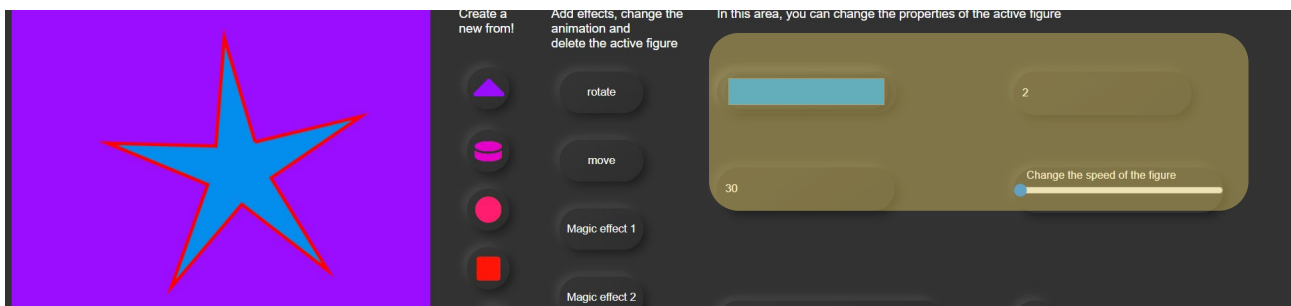 Create a
new from!
Add effects, change the
animation and
delete the active figure
In this area, you can change the properties of the active figure
rotate
2
move
30
Change the speed of the figure
Magic effect 1
Magic effect 2